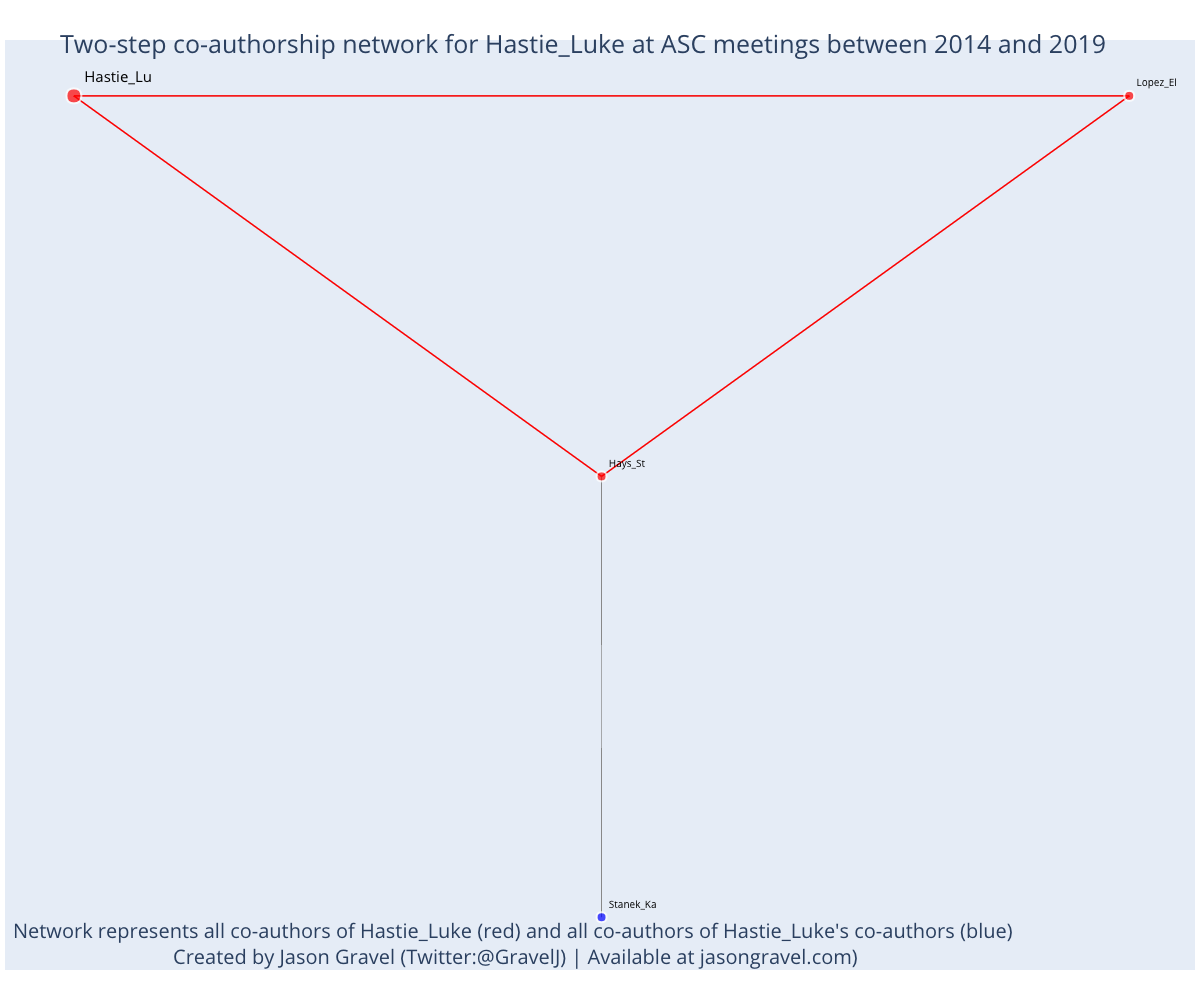 Two-step co-authorship network for Hastie_Luke at ASC meetings between 2014 and 2019
Hastie_Lu
Lopez_El
Hays_St
Stanek_Ka
Network represents all co-authors of Hastie_Luke (red) and all co-authors of Hastie_Luke's co-authors (blue)
Created by Jason Gravel (Twitter:@GravelJ) | Available at jasongravel.com)